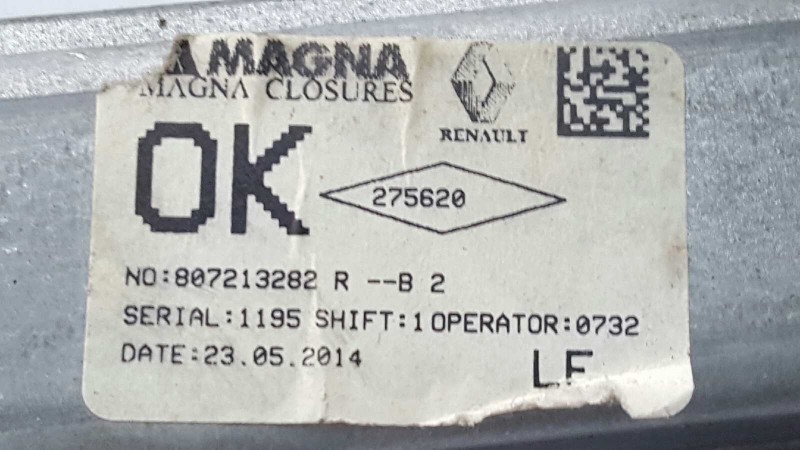 MAGNA
MAGNA CLOSURES
RENAULT
OK
275620
NO:807213282 R --B 2
SERIAL:1195 SHIFT:1 OPERATOR:0732
DATE:23.05.2014